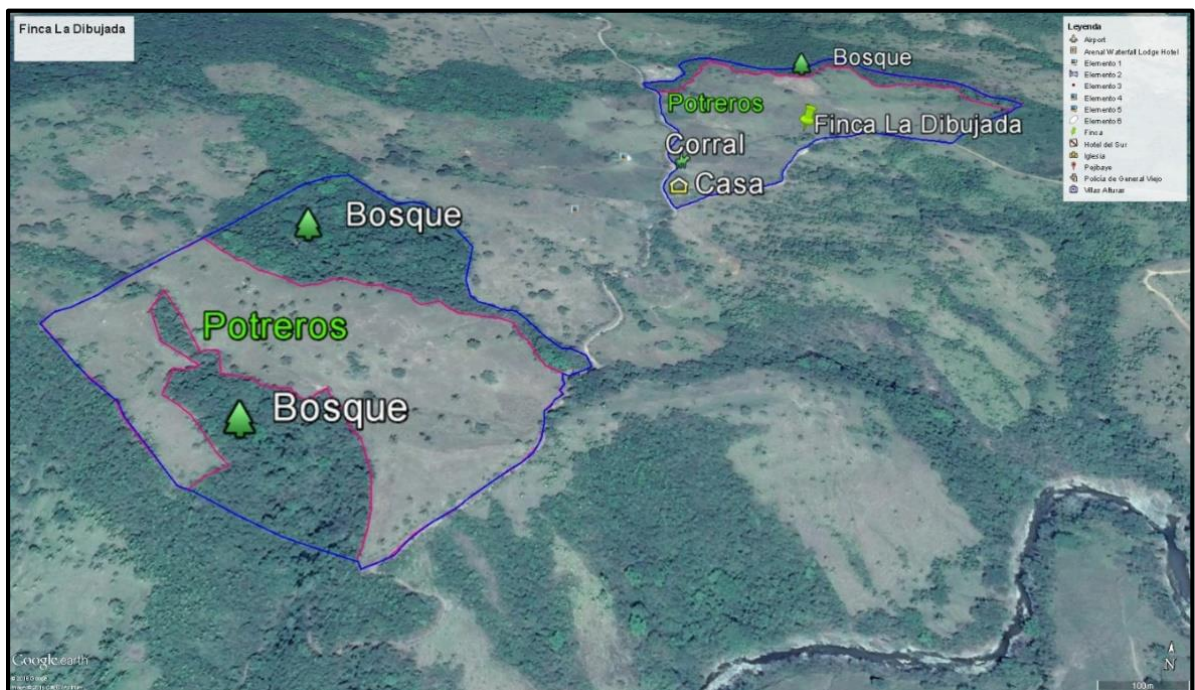 Finca La Dibujada
Leyenda
Airport
Arenal Waterfall Lodge Hotel
Elemento 1
Elemento 2
Elemento 3
Elemento 4
Elemento 5
Elemento 6
Finca
Hotel del Sur
Iglesia
Pejibaye
Policía de General Viejo
Villas Alturas
Bosque
Potreros
Finca La Dibujada
Corral
Casa
Bosque
Potreros
Bosque
Google earth
N
100 m